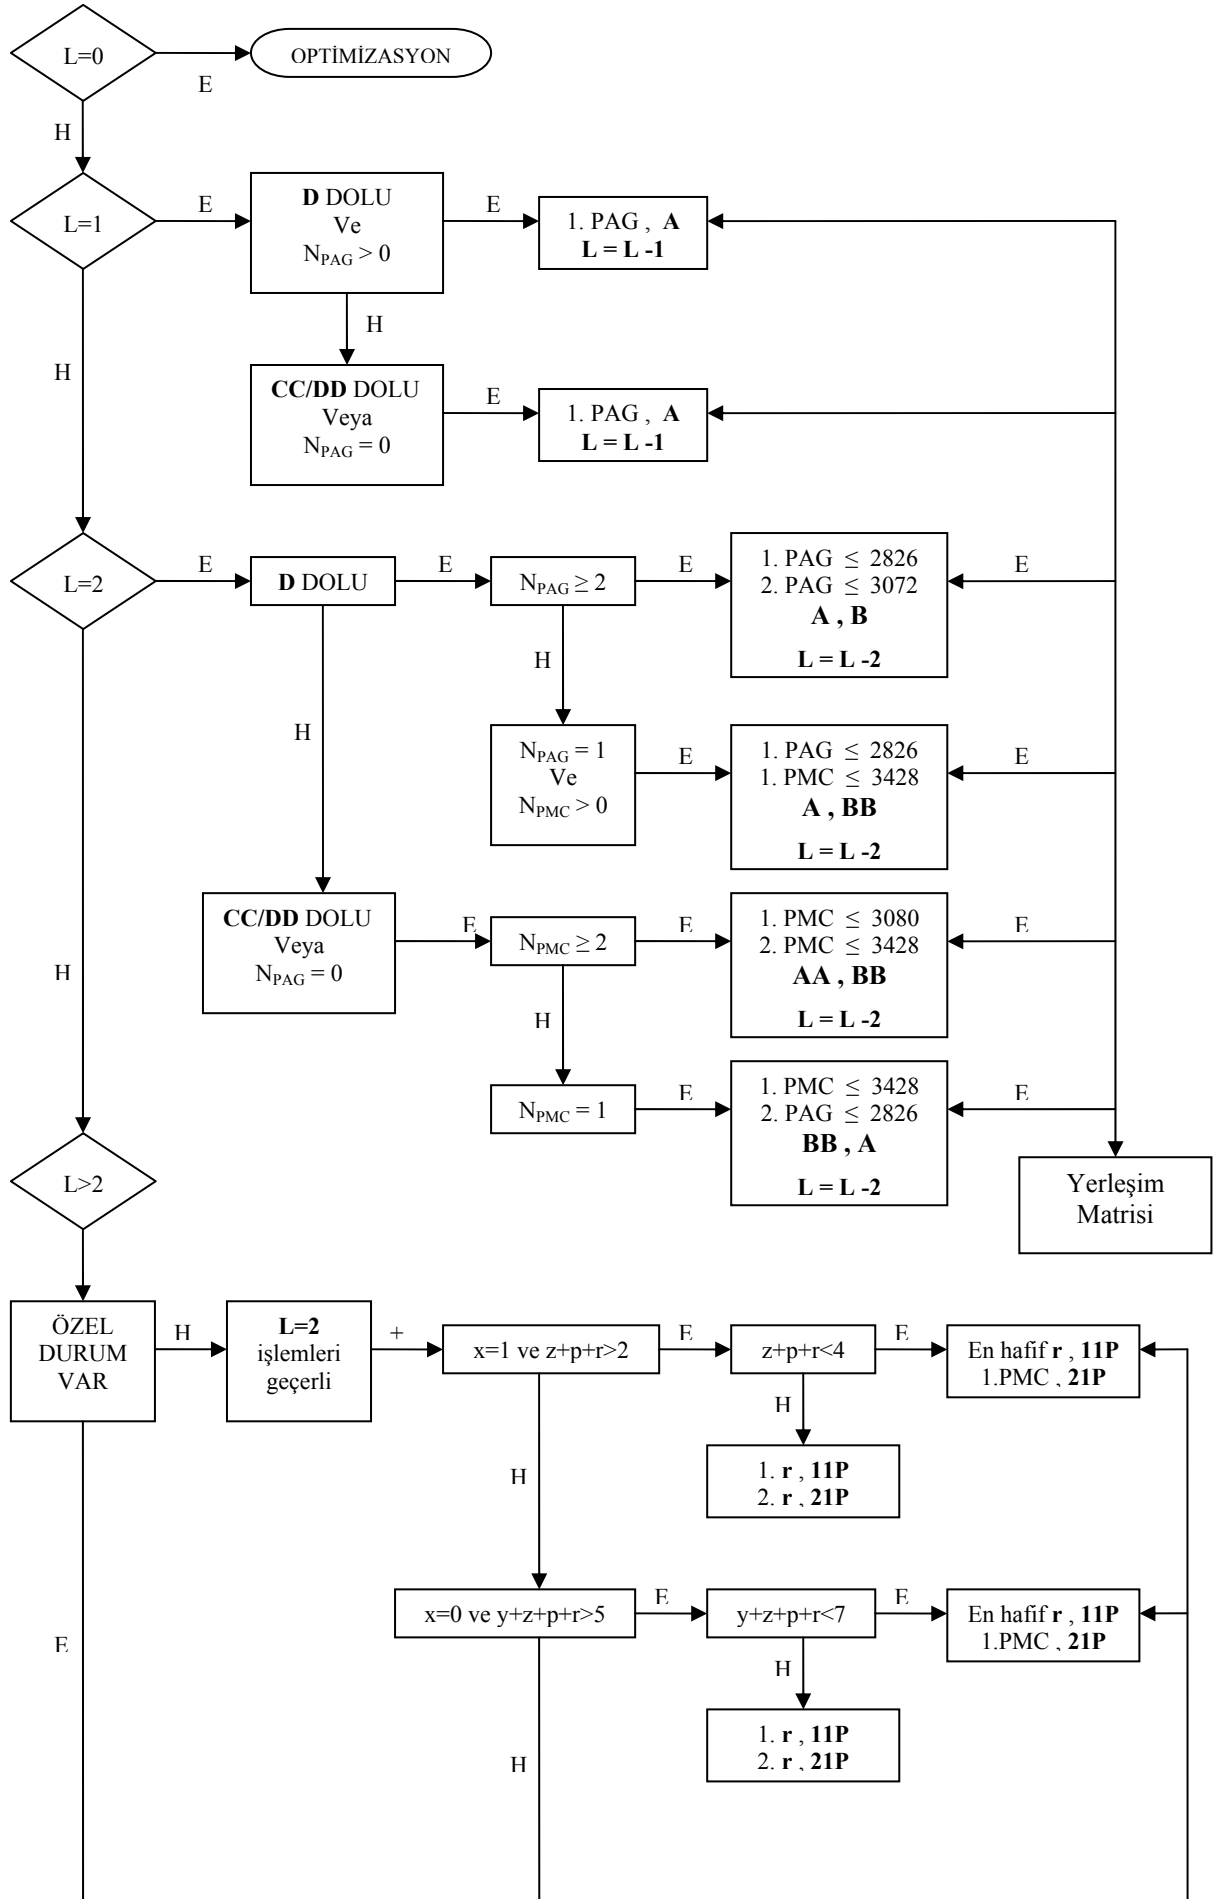 L=0
E
OPTİMİZASYON
H
L=1
E
D DOLU
Ve
NPAG > 0
E
1. PAG , A
L = L -1
H
H
CC/DD DOLU
Veya
NPAG = 0
E
1. PAG , A
L = L -1
L=2
E
D DOLU
E
NPAG ≥ 2
E
1. PAG ≤ 2826
2. PAG ≤ 3072
A , B
L = L -2
E
H
H
NPAG = 1
Ve
NPMC > 0
E
1. PAG ≤ 2826
1. PMC ≤ 3428
A , BB
L = L -2
E
H
CC/DD DOLU
Veya
NPAG = 0
E
NPMC ≥ 2
E
1. PMC ≤ 3080
2. PMC ≤ 3428
AA , BB
L = L -2
E
H
NPMC = 1
E
1. PMC ≤ 3428
2. PAG ≤ 2826
BB , A
L = L -2
E
L>2
Yerleşim
Matrisi
ÖZEL
DURUM
VAR
H
L=2
işlemleri
geçerli
+
x=1 ve z+p+r>2
E
z+p+r<4
E
En hafif r , 11P
1.PMC , 21P
H
H
1. r , 11P
2. r , 21P
E
x=0 ve y+z+p+r>5
E
y+z+p+r<7
E
En hafif r , 11P
1.PMC , 21P
H
H
1. r , 11P
2. r , 21P